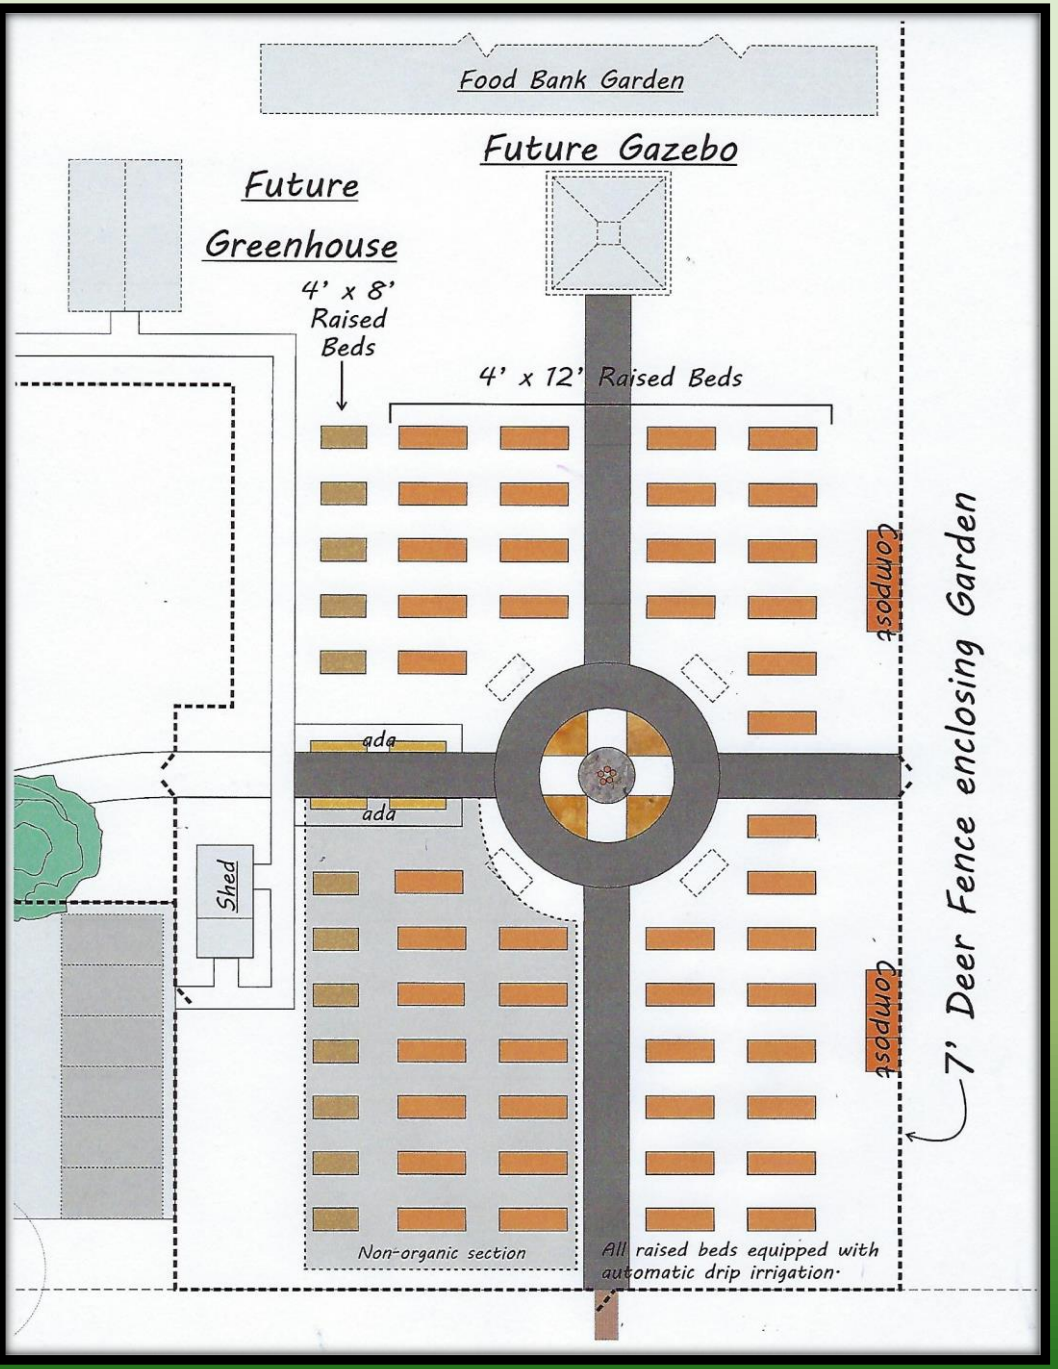 Food Bank Garden
Future Gazebo
Future
Greenhouse
4' x 8'
Raised
Beds
4' x 12' Raised Beds
Compost
7' Deer Fence enclosing Garden
ada
ada
Shed
Compost
Non-organic section
All raised beds equipped with
automatic drip irrigation.